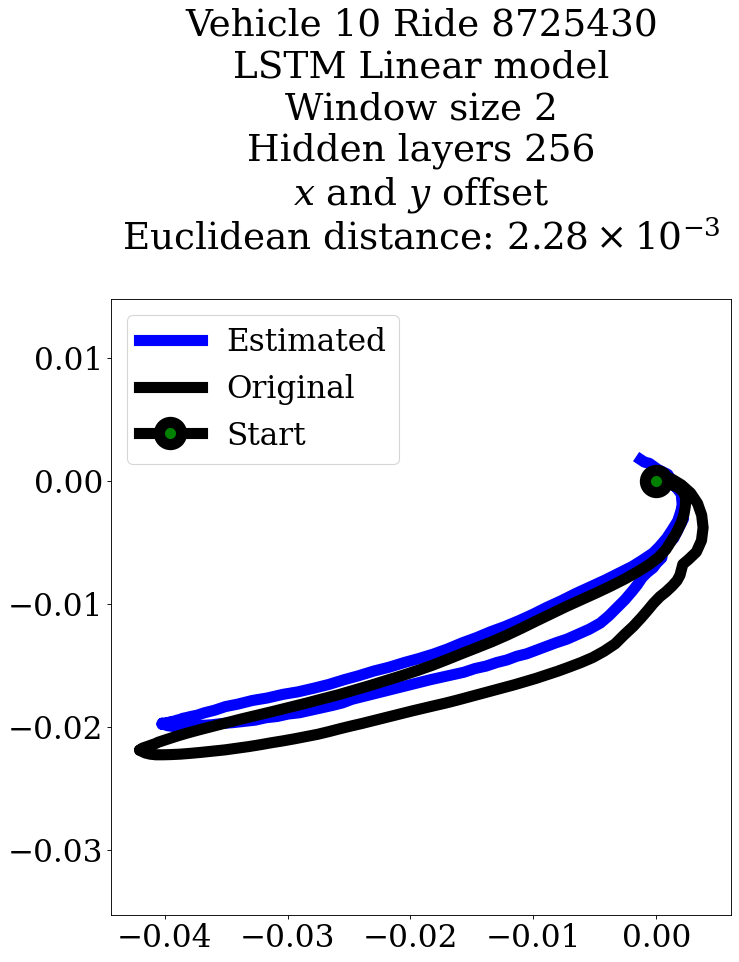 Vehicle 10 Ride 8725430
LSTM Linear model
Window size 2
Hidden layers 256
x and y offset
Euclidean distance: 2.28 × 10⁻³
Estimated
Original
Start
0.01
0.00
−0.01
−0.02
−0.03
−0.04 −0.03 −0.02 −0.01 0.00